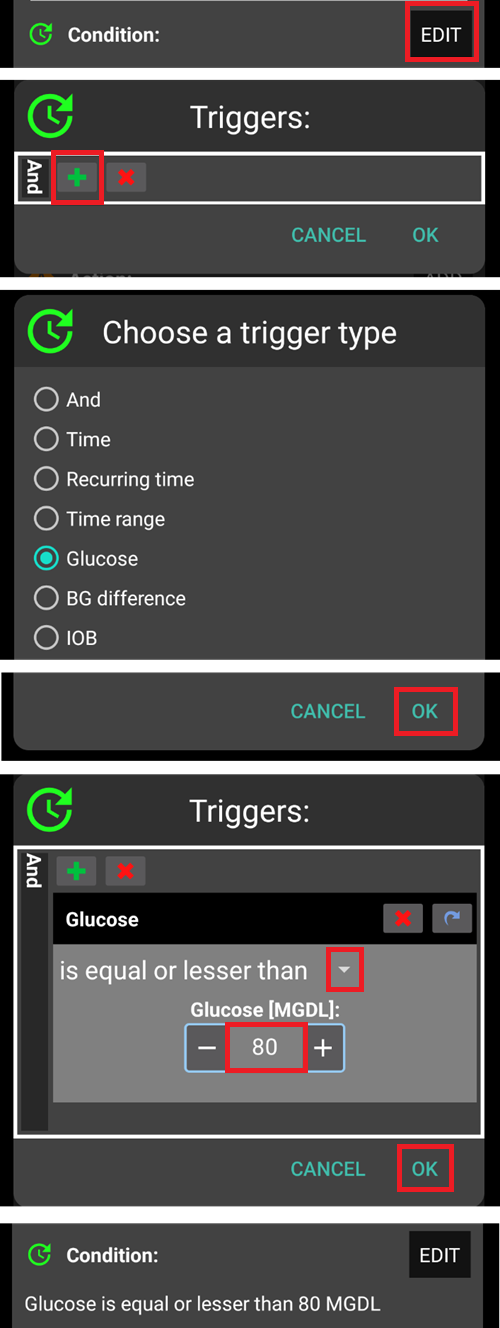 Condition:
EDIT
Triggers:
And
CANCEL OK
Choose a trigger type
And
Time
Recurring time
Time range
Glucose
BG difference
IOB
CANCEL OK
Triggers:
And
Glucose
is equal or lesser than
Glucose [MGDL]:
− 80 +
CANCEL OK
Condition:
EDIT
Glucose is equal or lesser than 80 MGDL